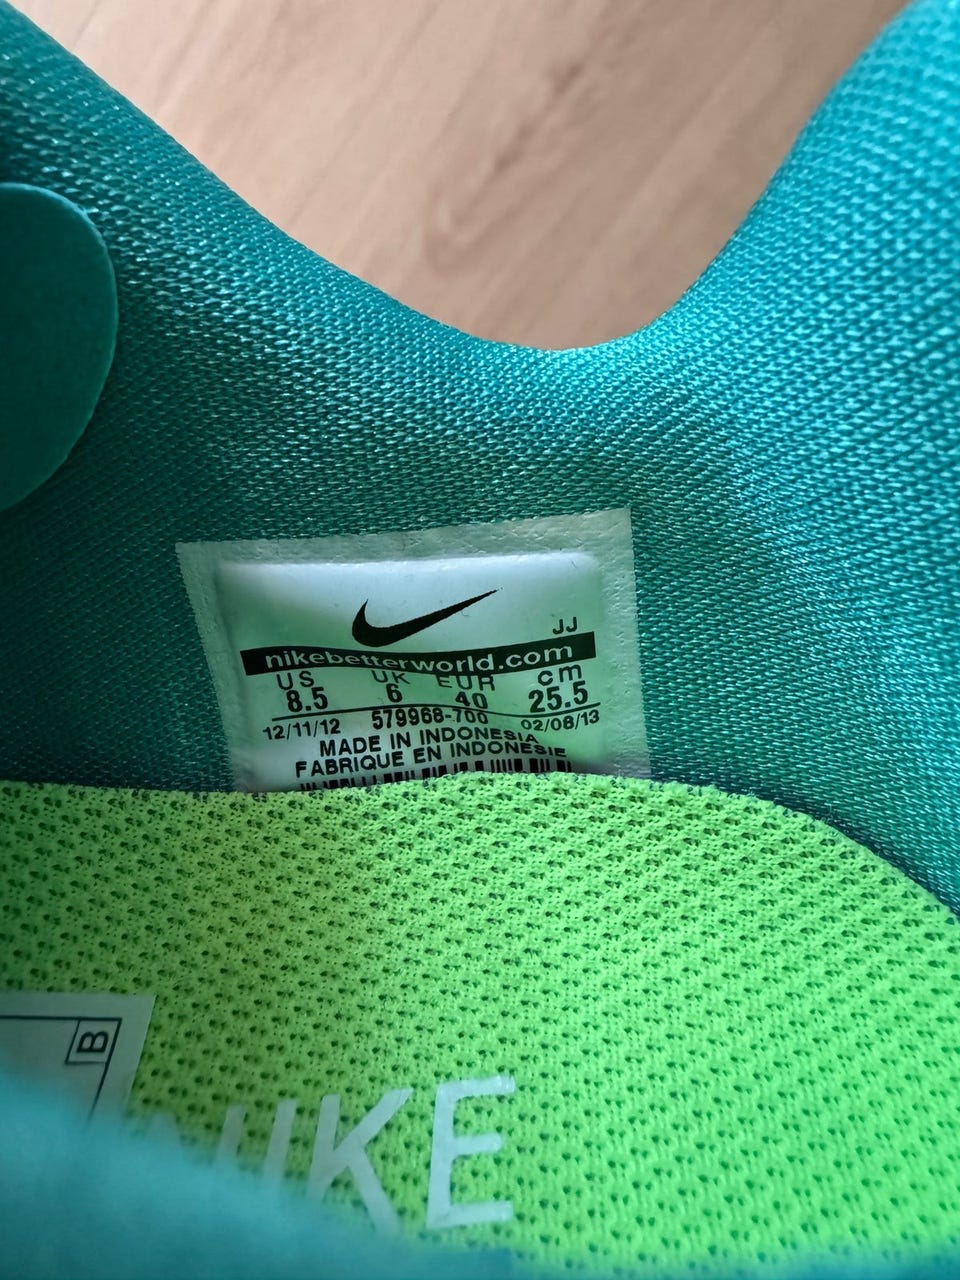 JJ
nikebetterworld.com
US UK EUR cm
8.5 6 40 25.5
12/11/12 579968-700 02/08/13
MADE IN INDONESIA
FABRIQUE EN INDONESIE
B
NIKE